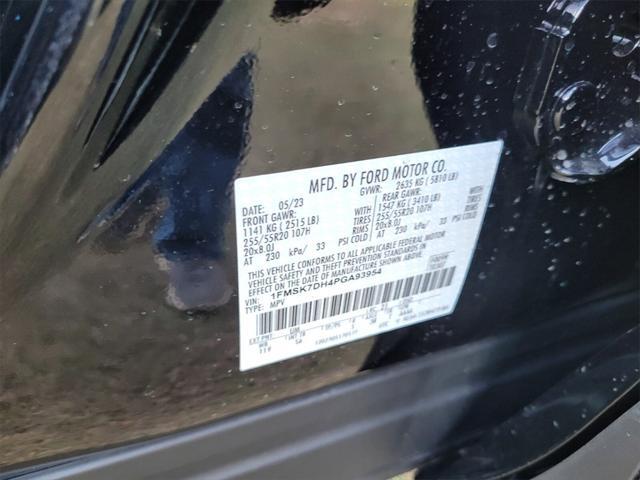 MFD. BY FORD MOTOR CO.
05/23
GVWR: 2635 KG ( 5810 LB)
FRONT GAWR: REAR GAWR:
1141 KG ( 2515 LB) 1547 KG ( 3410 LB)
255/55R20 107H TIRES 255/55R20 107H
20x8.0J TIRES 20x8.0J
AT 230 kPa/ 33 PSI COLD AT 230 kPa/ 33 PSI COLD
THIS VEHICLE CONFORMS TO ALL APPLICABLE FEDERAL MOTOR
VEHICLE SAFETY AND THEFT PREVENTION STANDARDS IN
EFFECT ON THE DATE OF MANUFACTURE SHOWN ABOVE
VIN: 1FMSK7DH4PGA93954
TYPE: MPV
EXT PNT